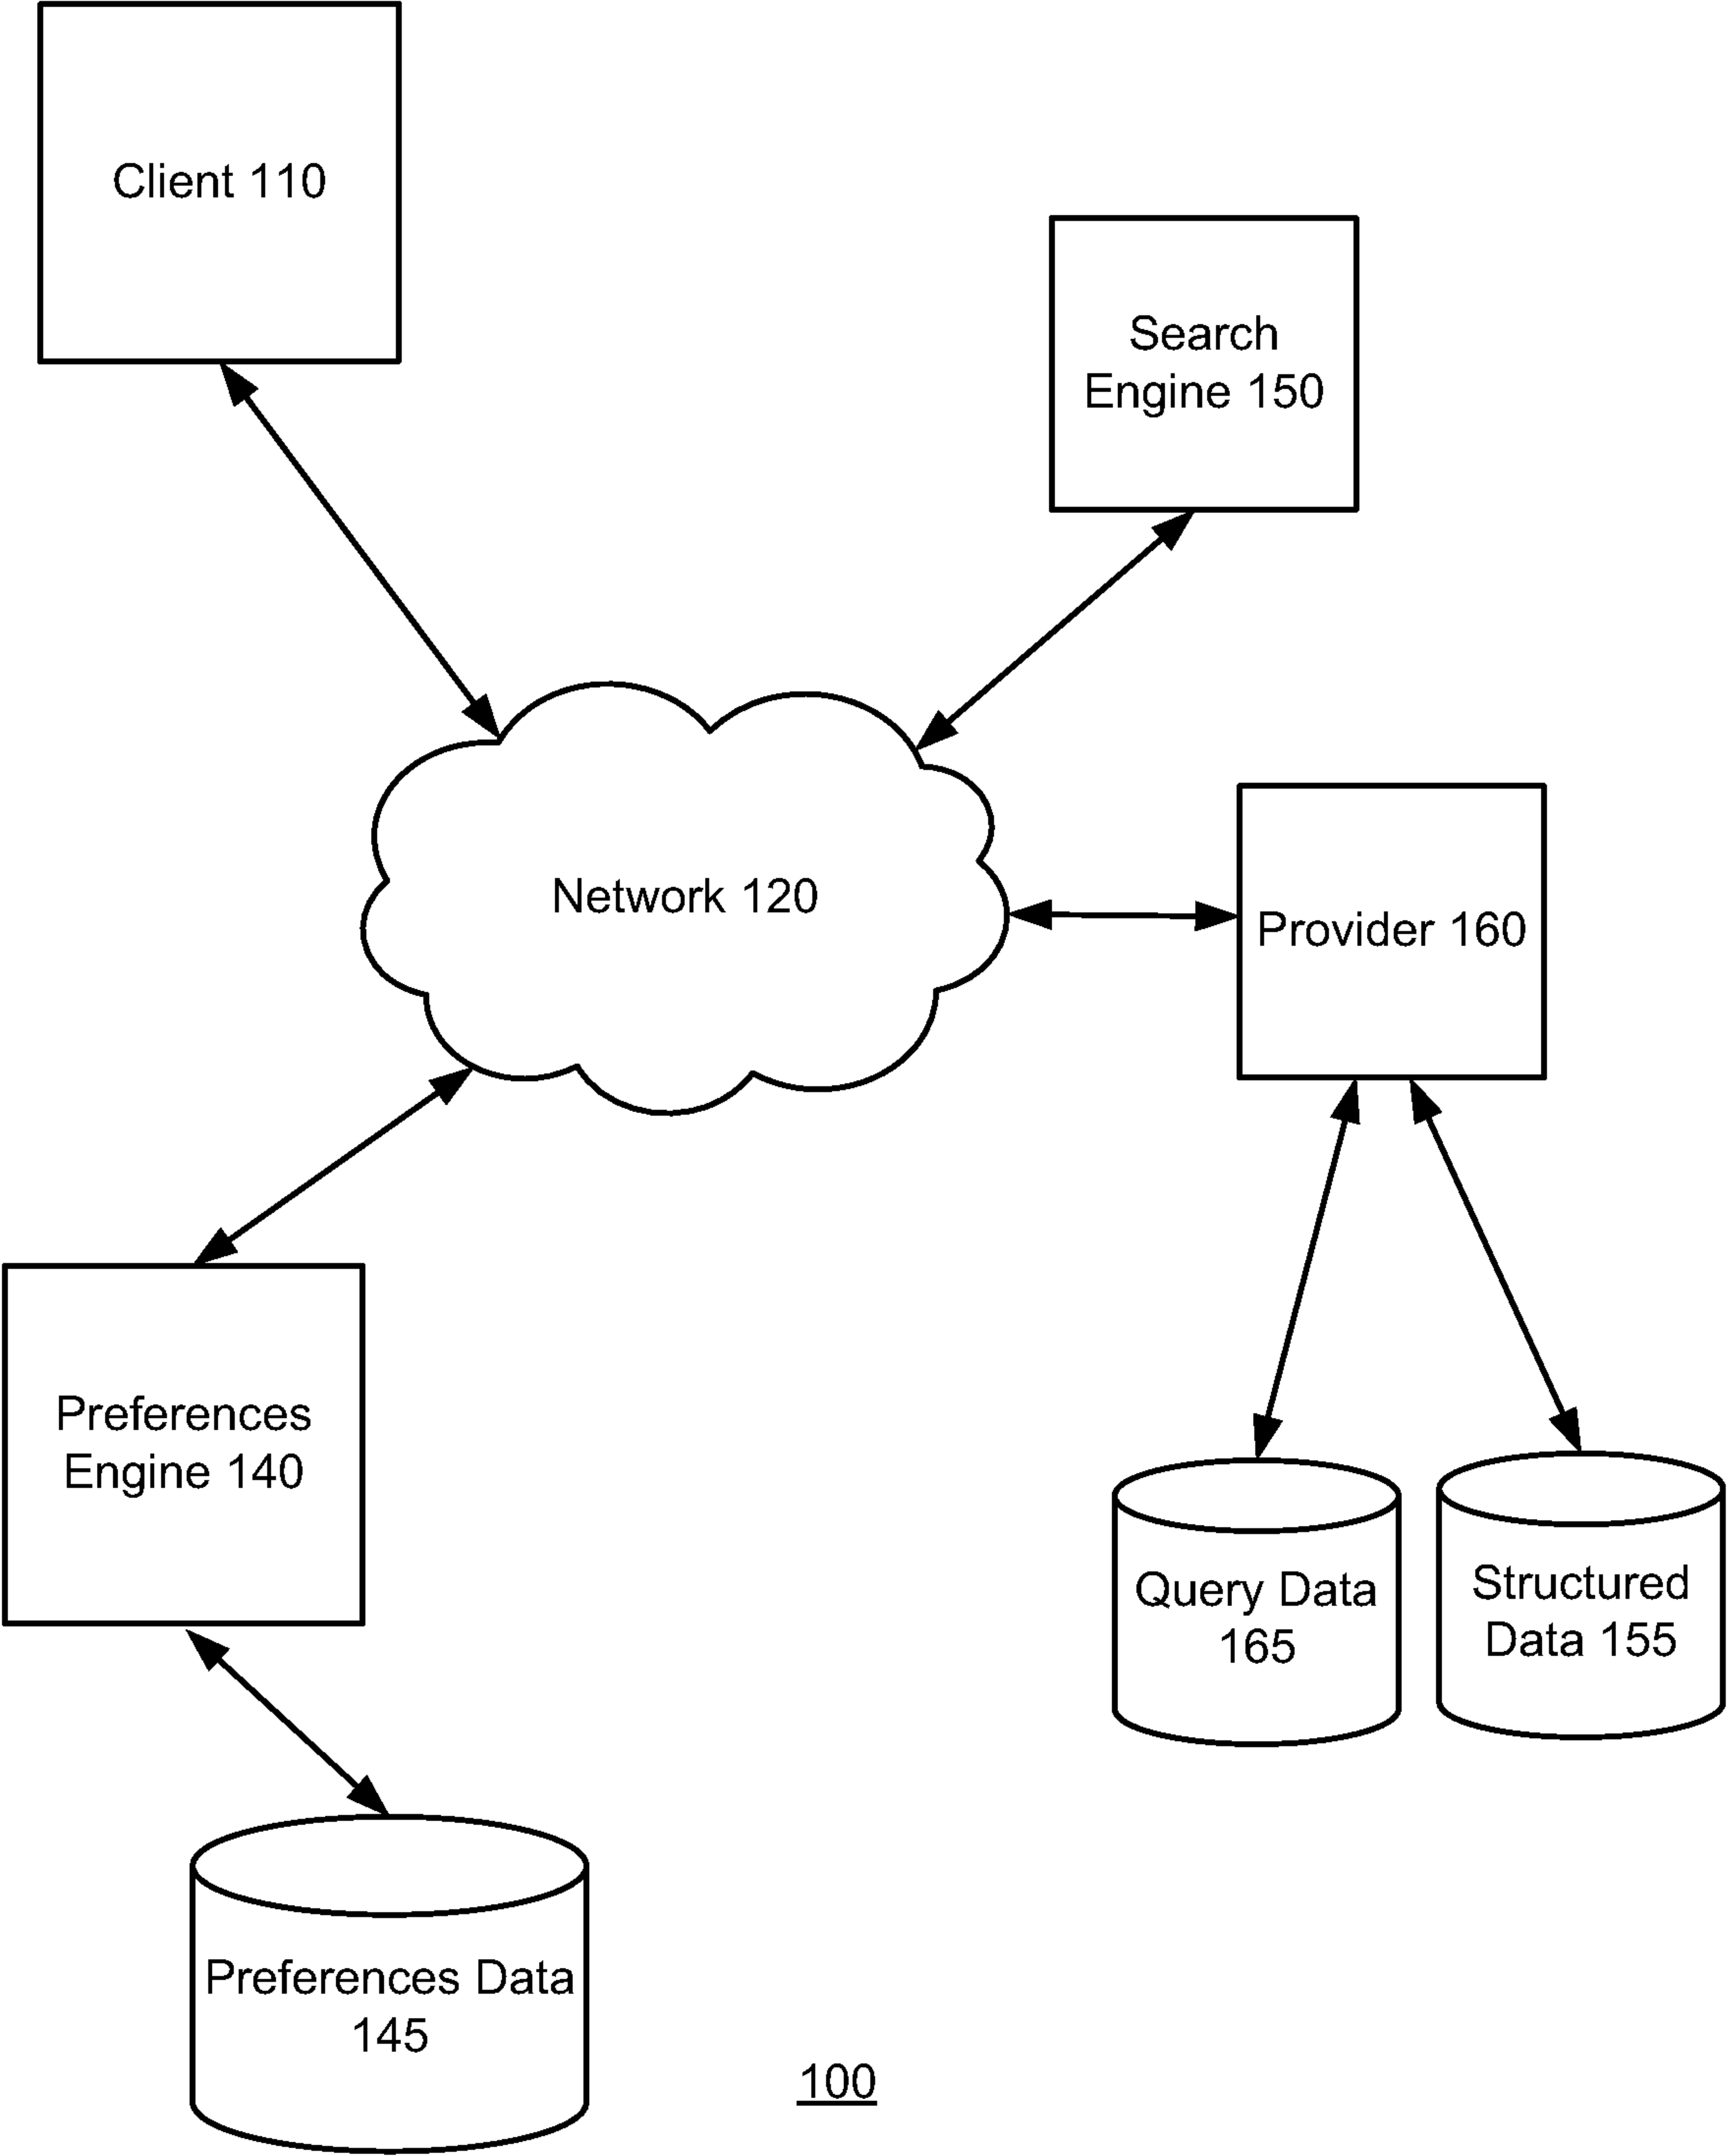 Client 110
Search
Engine 150
Network 120
Provider 160
Preferences
Engine 140
Query Data
165
Structured
Data 155
Preferences Data
145
100